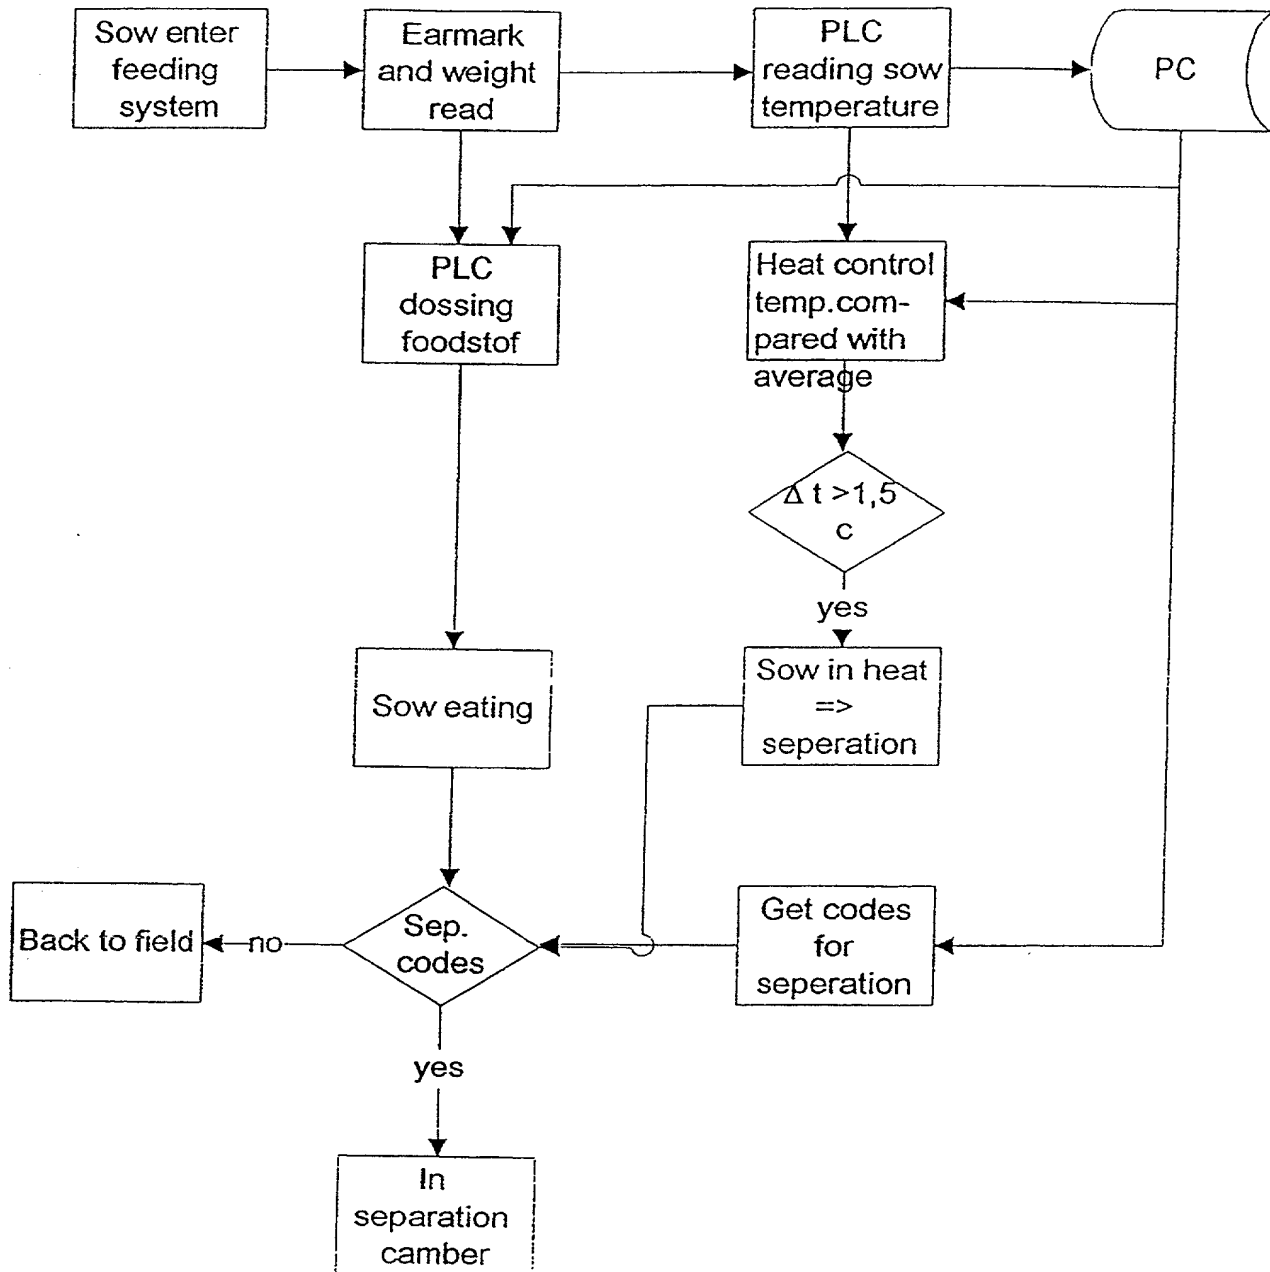 Sow enter
feeding
system
Earmark
and weight
read
PLC
reading sow
temperature
PC
PLC
dossing
foodstof
Heat control
temp.com-
pared with
average
Δ t >1,5
c
yes
Sow eating
Sow in heat
=>
seperation
Back to field
no
Sep.
codes
Get codes
for
seperation
yes
In
separation
camber